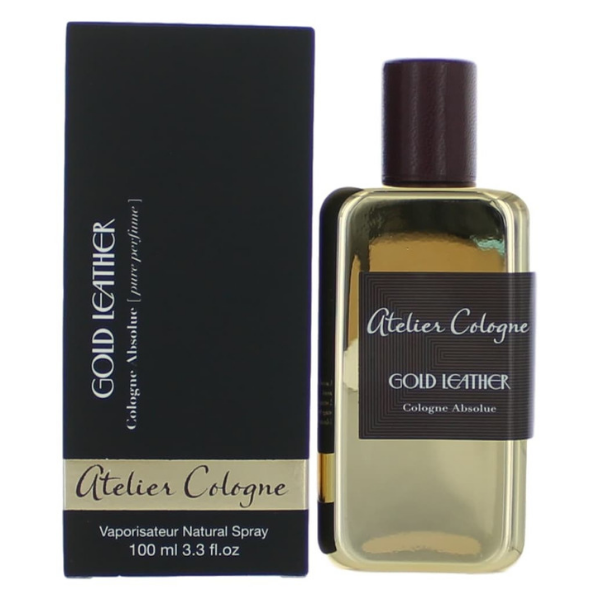 GOLD LEATHER
Cologne Absolue [pure perfume]
Atelier Cologne
Vaporisateur Natural Spray
100 ml 3.3 fl.oz
Atelier Cologne
GOLD LEATHER
Cologne Absolue